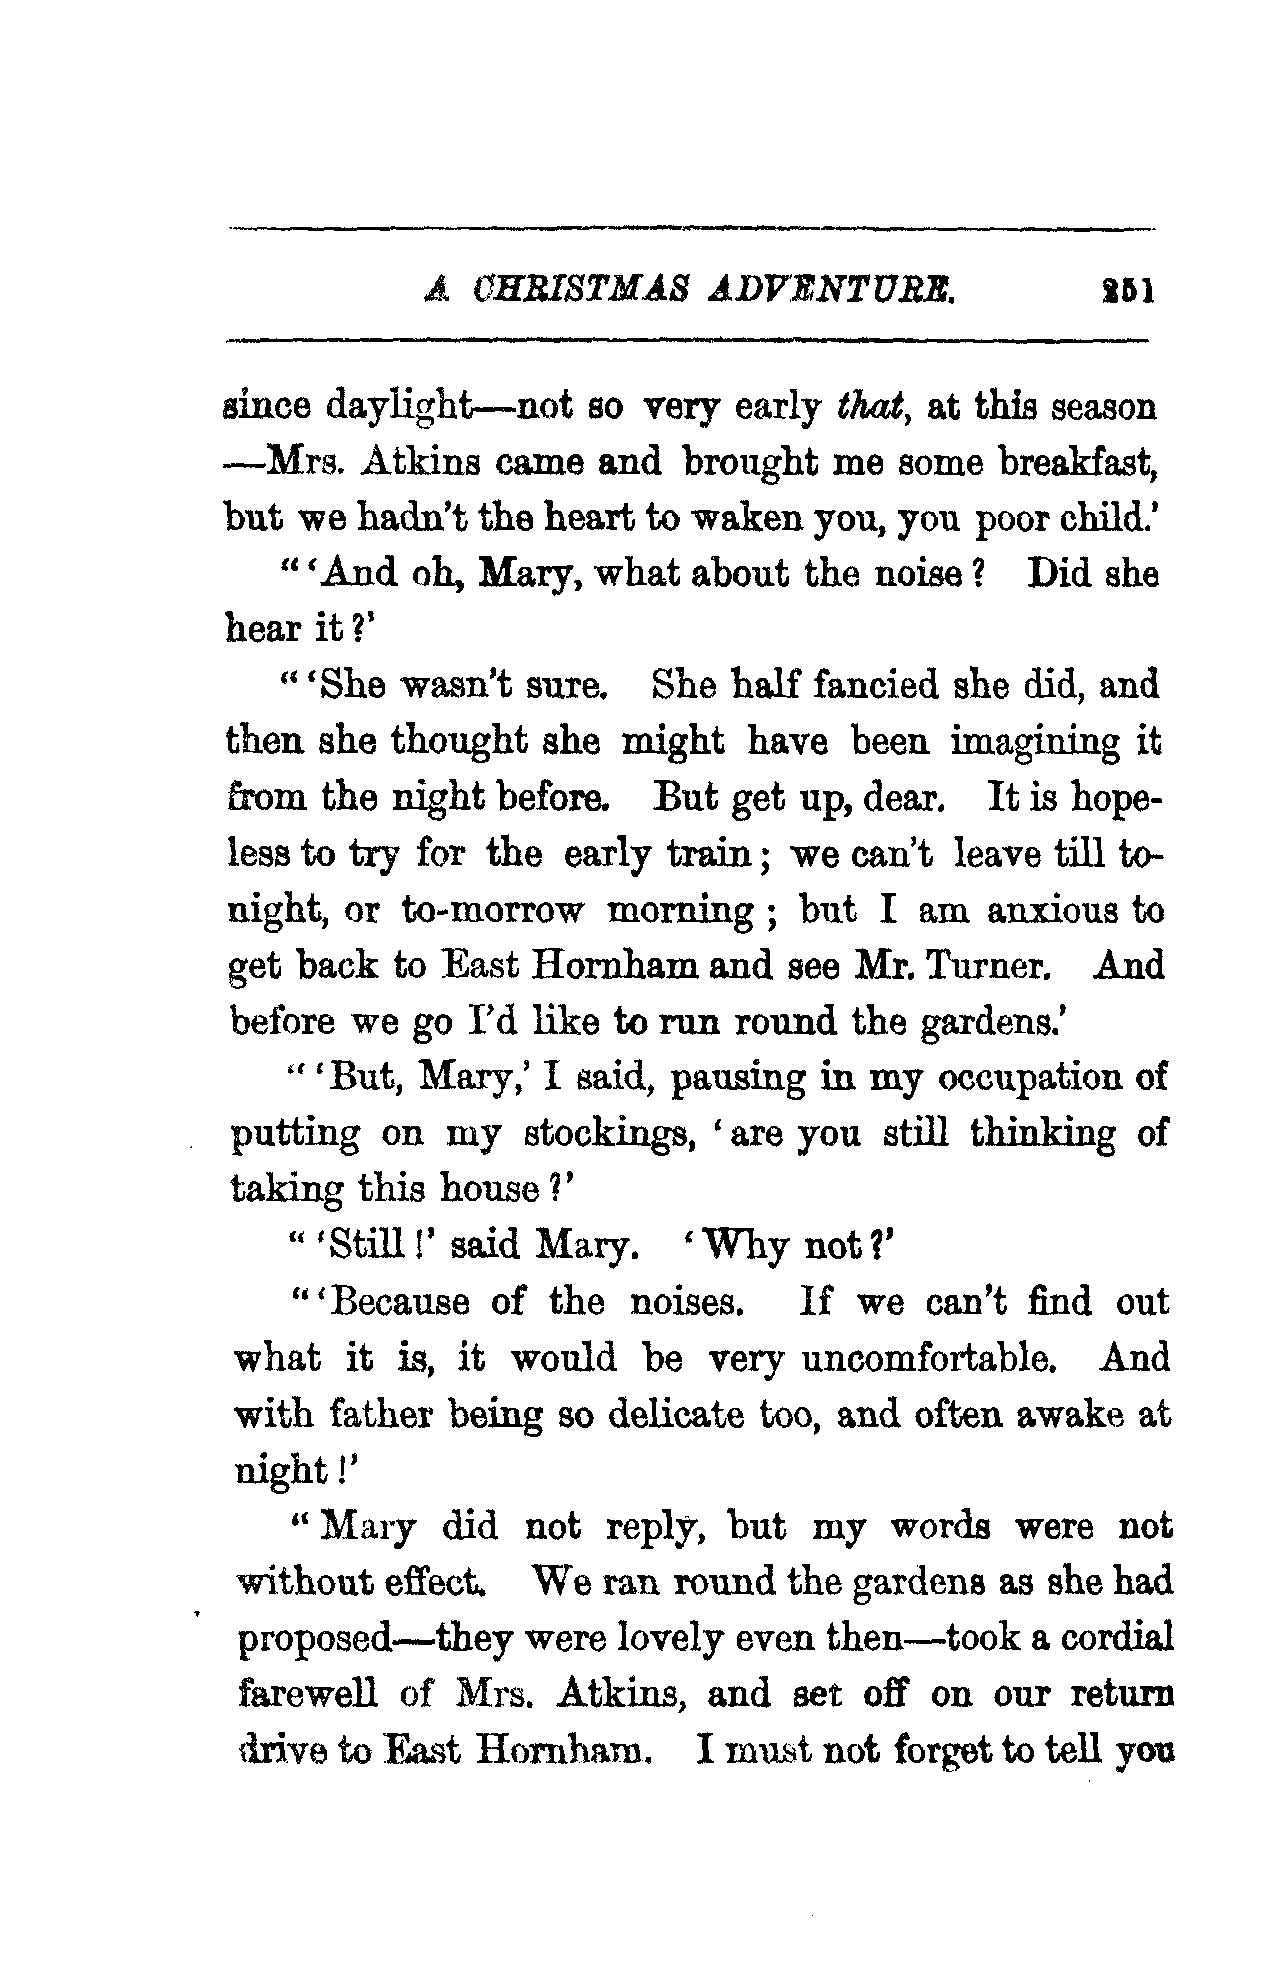 A CHRISTMAS ADVENTURE. 251
since daylight—not so very early that, at this season
—Mrs. Atkins came and brought me some breakfast,
but we hadn't the heart to waken you, you poor child.'
"'And oh, Mary, what about the noise? Did she
hear it?'
"'She wasn't sure. She half fancied she did, and
then she thought she might have been imagining it
from the night before. But get up, dear. It is hope-
less to try for the early train; we can't leave till to-
night, or to-morrow morning; but I am anxious to
get back to East Hornham and see Mr. Turner. And
before we go I'd like to run round the gardens.'
"'But, Mary,' I said, pausing in my occupation of
putting on my stockings, 'are you still thinking of
taking this house?'
"'Still!' said Mary. 'Why not?'
"'Because of the noises. If we can't find out
what it is, it would be very uncomfortable. And
with father being so delicate too, and often awake at
night!'
"Mary did not reply, but my words were not
without effect. We ran round the gardens as she had
proposed—they were lovely even then—took a cordial
farewell of Mrs. Atkins, and set off on our return
drive to East Hornham. I must not forget to tell you